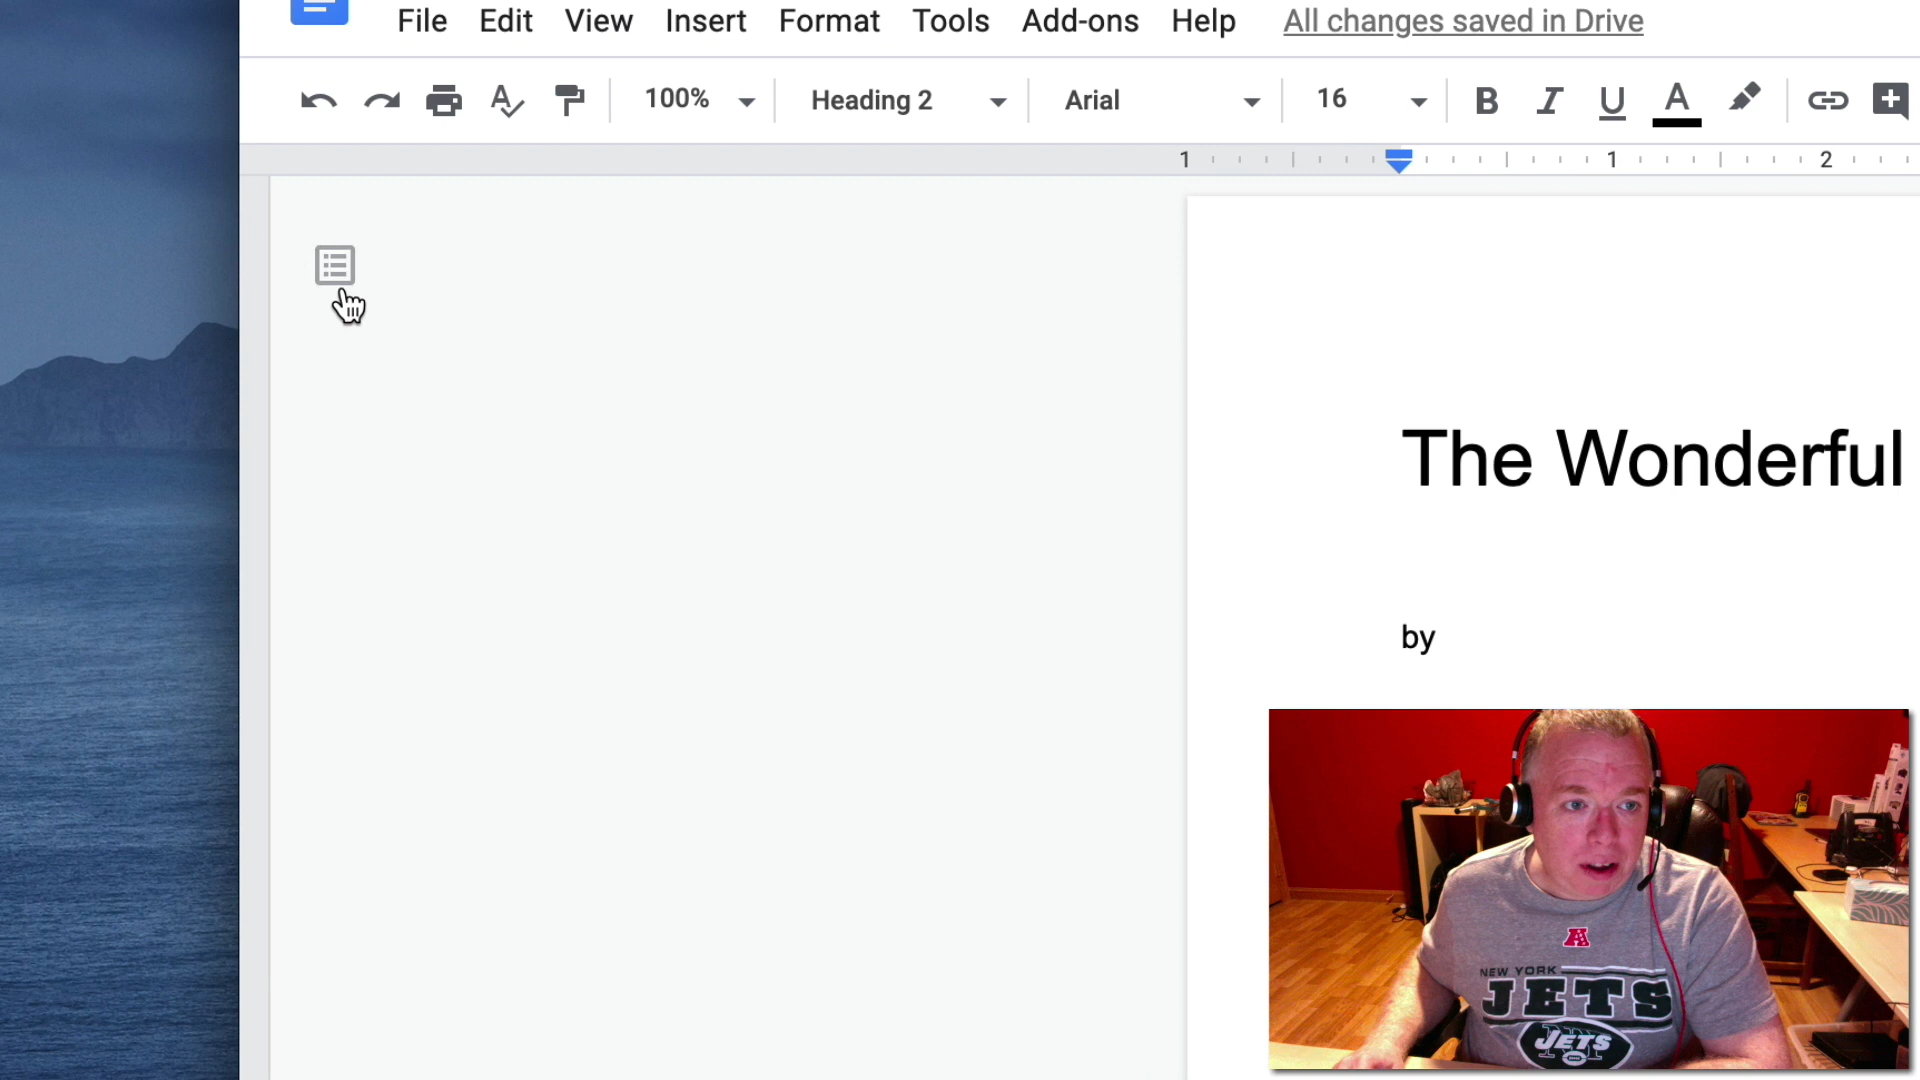 File Edit View Insert Format Tools Add-ons Help All changes saved in Drive
100% Heading 2 Arial 16 B I U A
1 1 2
The Wonderful
by
A
NEW YORK
JETS
JETS